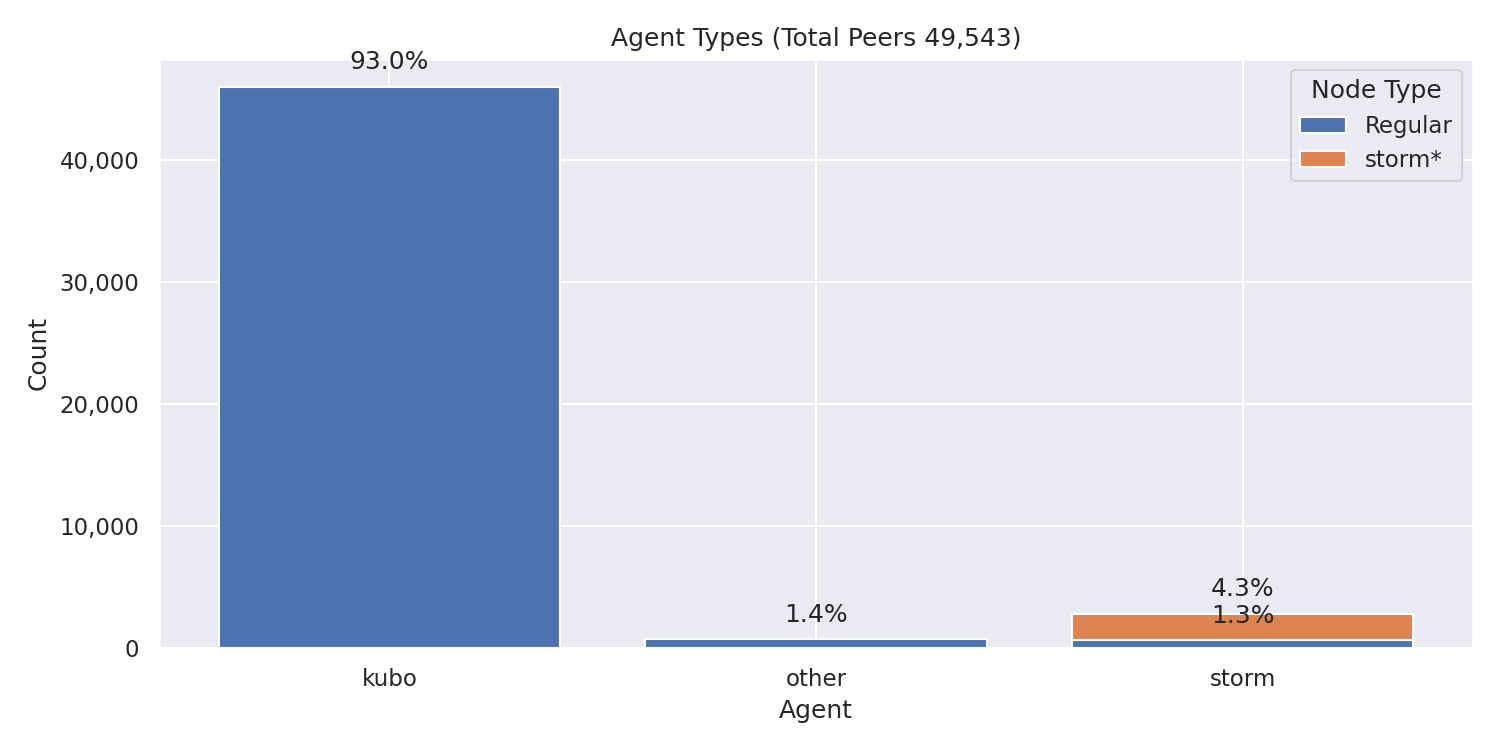 Agent Types (Total Peers 49,543)
93.0%
Node Type
Regular
storm*
40,000
30,000
20,000
10,000
0
Count
4.3%
1.3%
1.4%
kubo
other
storm
Agent